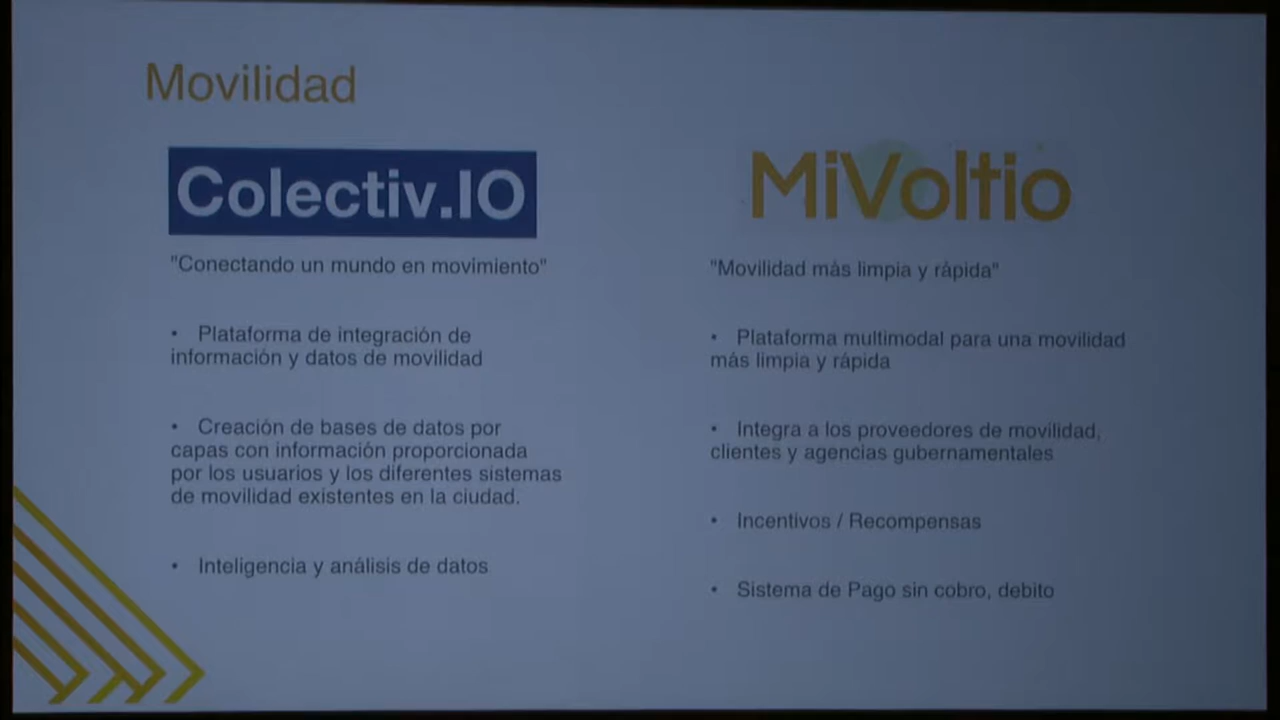 Movilidad
Colectiv.IO
"Conectando un mundo en movimiento"
• Plataforma de integración de
información y datos de movilidad
• Creación de bases de datos por
capas con información proporcionada
por los usuarios y los diferentes sistemas
de movilidad existentes en la ciudad.
• Inteligencia y análisis de datos
MiVoltio
"Movilidad más limpia y rápida"
• Plataforma multimodal para una movilidad
más limpia y rápida
• Integra a los proveedores de movilidad,
clientes y agencias gubernamentales
• Incentivos / Recompensas
• Sistema de Pago sin cobro, debito